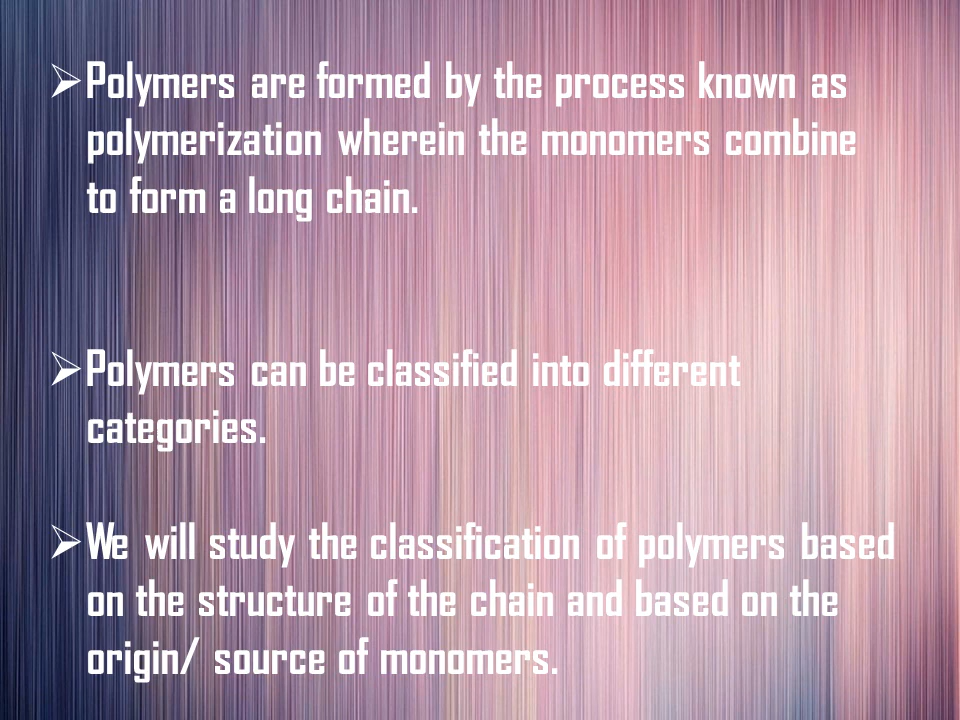 ➢Polymers are formed by the process known as
polymerization wherein the monomers combine
to form a long chain.
➢Polymers can be classified into different
categories.
➢We will study the classification of polymers based
on the structure of the chain and based on the
origin/ source of monomers.